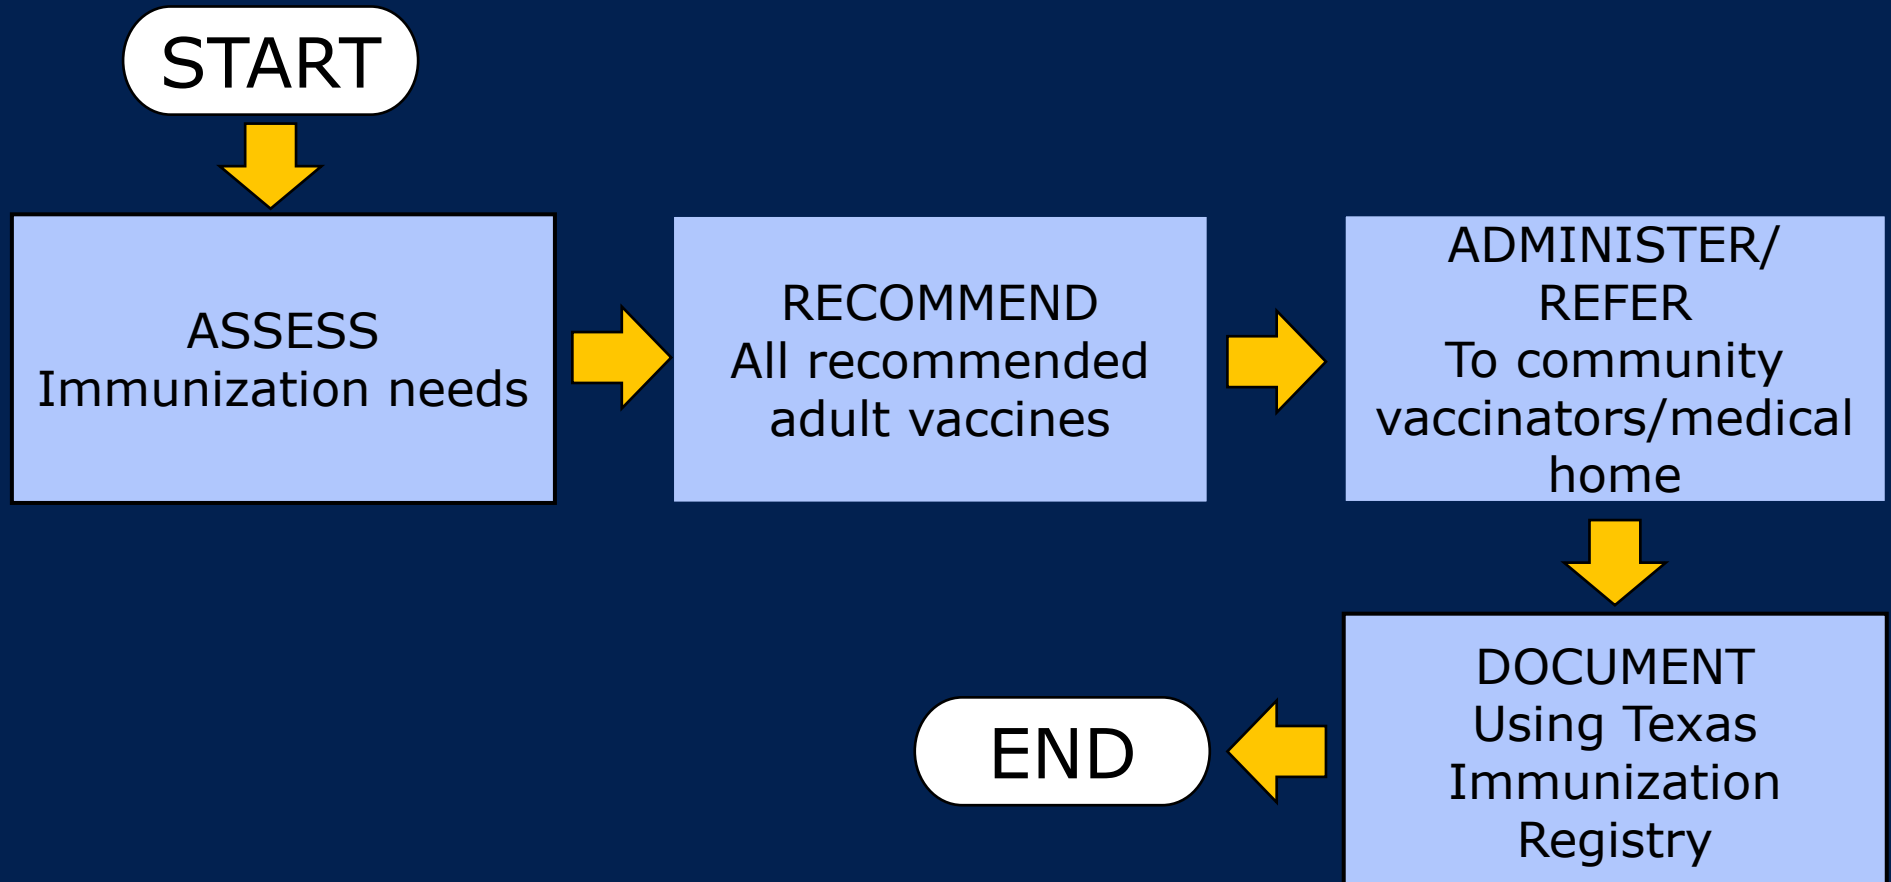 START
ASSESS
Immunization needs
RECOMMEND
All recommended
adult vaccines
ADMINISTER/
REFER
To community
vaccinators/medical
home
DOCUMENT
Using Texas
Immunization
Registry
END